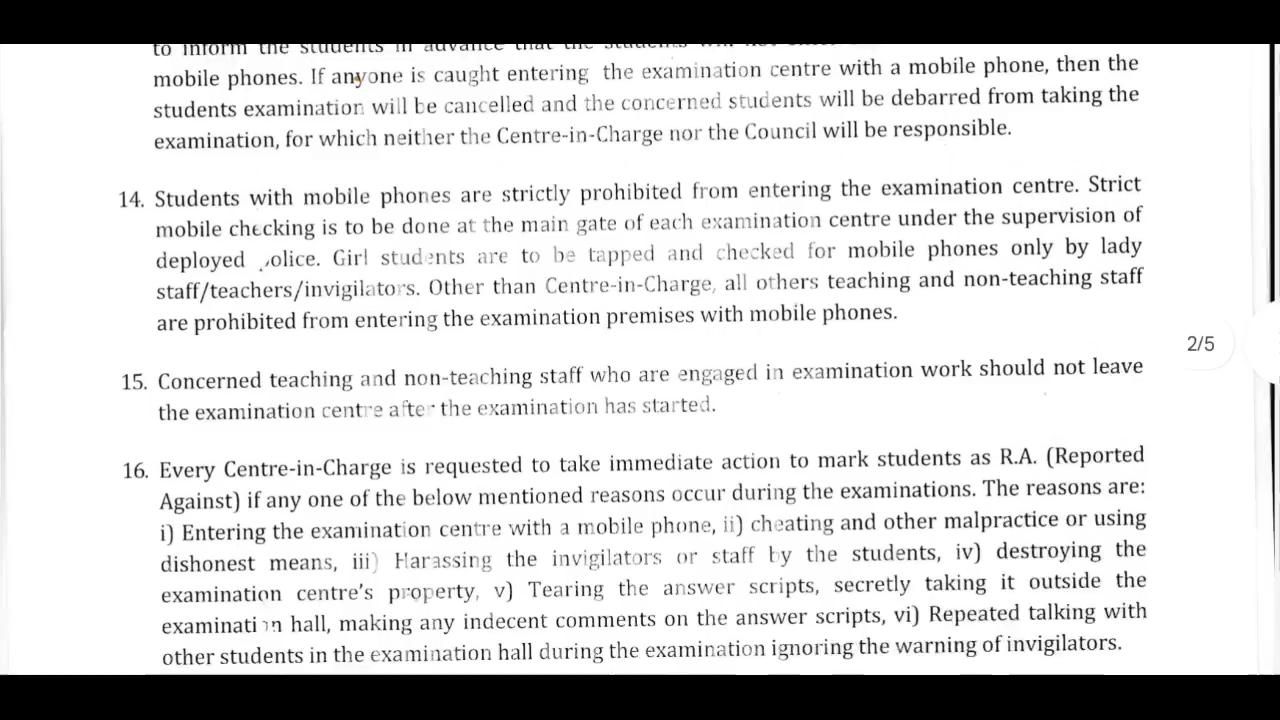 to inform the students in advance that the students will not
mobile phones. If anyone is caught entering the examination centre with a mobile phone, then the
students examination will be cancelled and the concerned students will be debarred from taking the
examination, for which neither the Centre-in-Charge nor the Council will be responsible.
14. Students with mobile phones are strictly prohibited from entering the examination centre. Strict
mobile checking is to be done at the main gate of each examination centre under the supervision of
deployed police. Girl students are to be tapped and checked for mobile phones only by lady
staff/teachers/invigilators. Other than Centre-in-Charge, all others teaching and non-teaching staff
are prohibited from entering the examination premises with mobile phones.
2/5
15. Concerned teaching and non-teaching staff who are engaged in examination work should not leave
the examination centre after the examination has started.
16. Every Centre-in-Charge is requested to take immediate action to mark students as R.A. (Reported
Against) if any one of the below mentioned reasons occur during the examinations. The reasons are:
i) Entering the examination centre with a mobile phone, ii) cheating and other malpractice or using
dishonest means, iii) Harassing the invigilators or staff by the students, iv) destroying the
examination centre's property, v) Tearing the answer scripts, secretly taking it outside the
examination hall, making any indecent comments on the answer scripts, vi) Repeated talking with
other students in the examination hall during the examination ignoring the warning of invigilators.